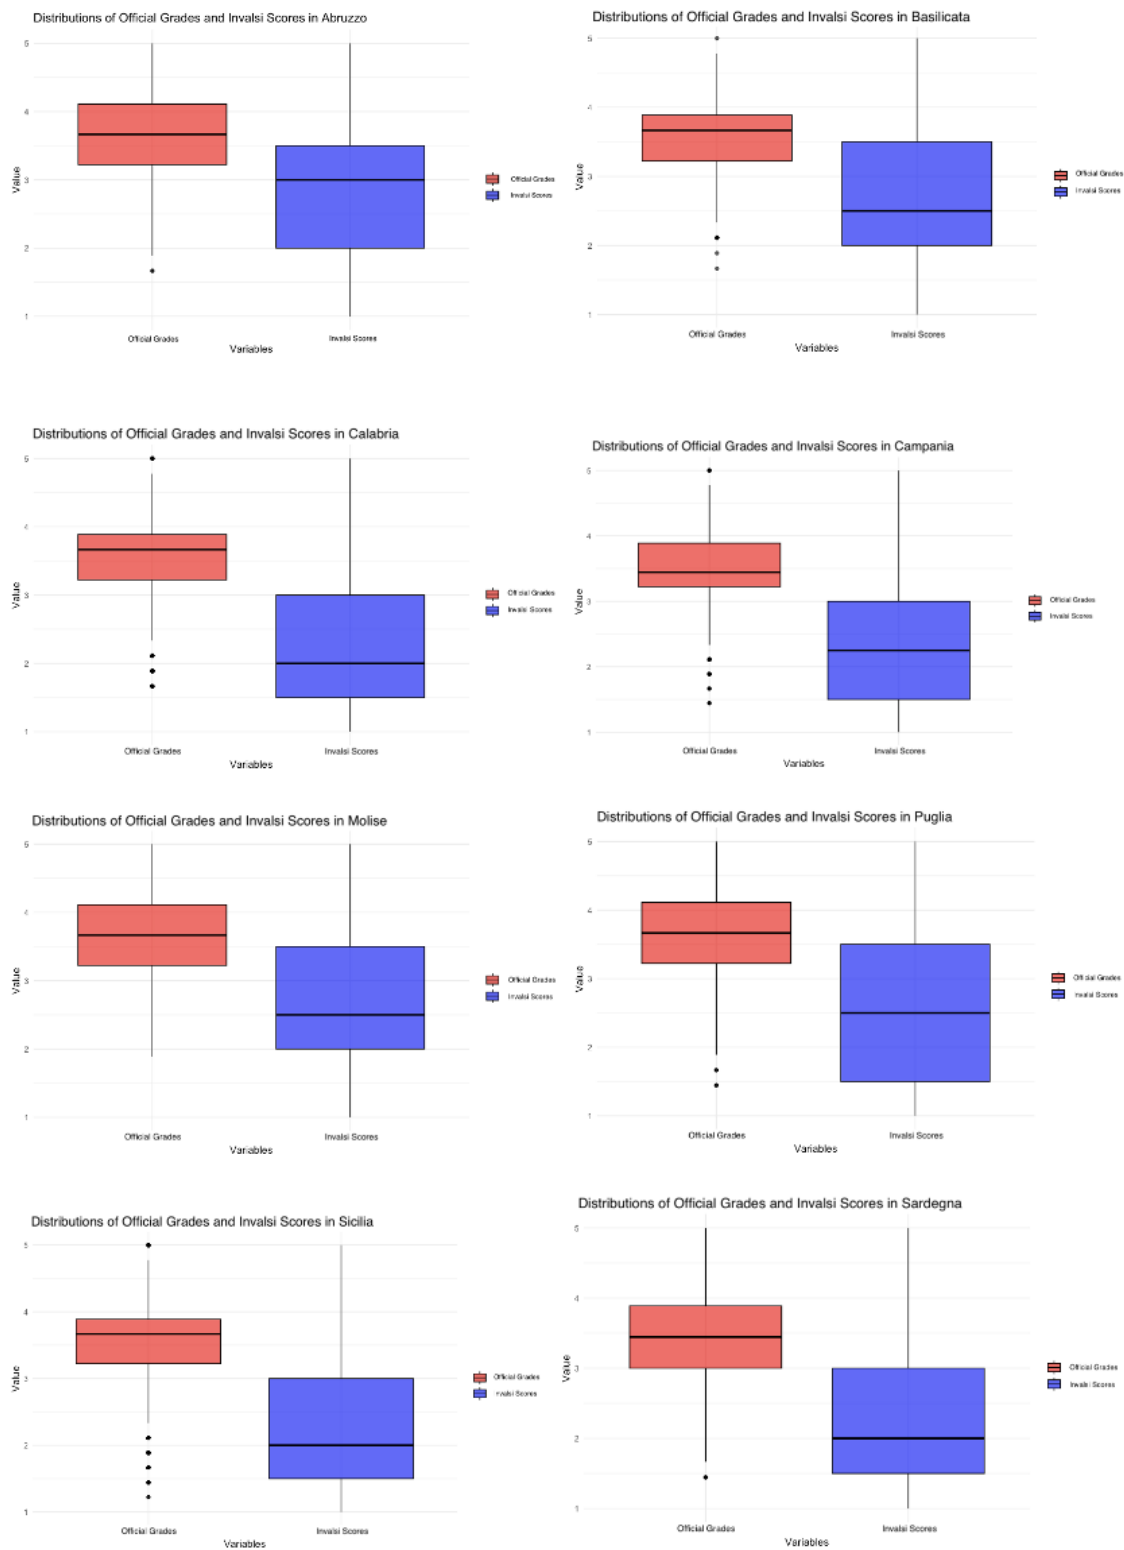 Distributions of Official Grades and Invalsi Scores in Abruzzo
5
4
3
2
1
Value
Official Grades
Invalsi Scores
Variables
Official Grades
Invalsi Scores
Distributions of Official Grades and Invalsi Scores in Basilicata
5
4
3
2
1
Value
Official Grades
Invalsi Scores
Variables
Official Grades
Invalsi Scores
Distributions of Official Grades and Invalsi Scores in Calabria
5
4
3
2
1
Value
Official Grades
Invalsi Scores
Variables
Official Grades
Invalsi Scores
Distributions of Official Grades and Invalsi Scores in Campania
5
4
3
2
1
Value
Official Grades
Invalsi Scores
Variables
Official Grades
Invalsi Scores
Distributions of Official Grades and Invalsi Scores in Molise
5
4
3
2
1
Value
Official Grades
Invalsi Scores
Variables
Official Grades
Invalsi Scores
Distributions of Official Grades and Invalsi Scores in Puglia
5
4
3
2
1
Value
Official Grades
Invalsi Scores
Variables
Official Grades
Invalsi Scores
Distributions of Official Grades and Invalsi Scores in Sicilia
5
4
3
2
1
Value
Official Grades
Invalsi Scores
Variables
Official Grades
Invalsi Scores
Distributions of Official Grades and Invalsi Scores in Sardegna
5
4
3
2
1
Value
Official Grades
Invalsi Scores
Variables
Official Grades
Invalsi Scores